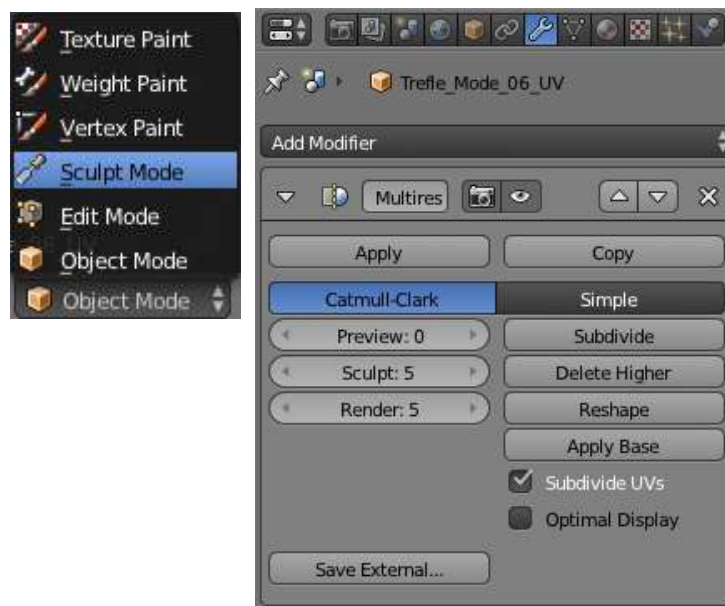 Texture Paint
Weight Paint
Vertex Paint
Sculpt Mode
Edit Mode
Object Mode
Object Mode
Trefle_Mode_06_UV
Add Modifier
Multires
Apply
Copy
Catmull-Clark
Simple
Preview: 0
Subdivide
Sculpt: 5
Delete Higher
Render: 5
Reshape
Apply Base
Subdivide UVs
Optimal Display
Save External...